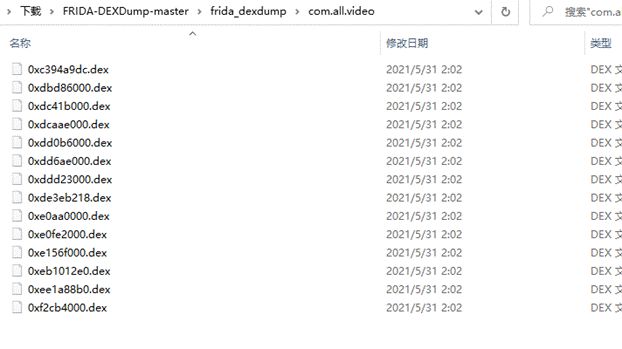 下載 > FRIDA-DEXDump-master > frida_dexdump > com.all.video 搜索"com.a
名称 修改日期 类型
0xc394a9dc.dex 2021/5/31 2:02 DEX 文
0xdbd86000.dex 2021/5/31 2:02 DEX 文
0xdc41b000.dex 2021/5/31 2:02 DEX 文
0xdcaae000.dex 2021/5/31 2:02 DEX 文
0xdd0b6000.dex 2021/5/31 2:02 DEX 文
0xdd6ae000.dex 2021/5/31 2:02 DEX 文
0xddd23000.dex 2021/5/31 2:02 DEX 文
0xde3eb218.dex 2021/5/31 2:02 DEX 文
0xe0aa0000.dex 2021/5/31 2:02 DEX 文
0xe0fe2000.dex 2021/5/31 2:02 DEX 文
0xe156f000.dex 2021/5/31 2:02 DEX 文
0xeb1012e0.dex 2021/5/31 2:02 DEX 文
0xee1a88b0.dex 2021/5/31 2:02 DEX 文
0xf2cb4000.dex 2021/5/31 2:02 DEX 文